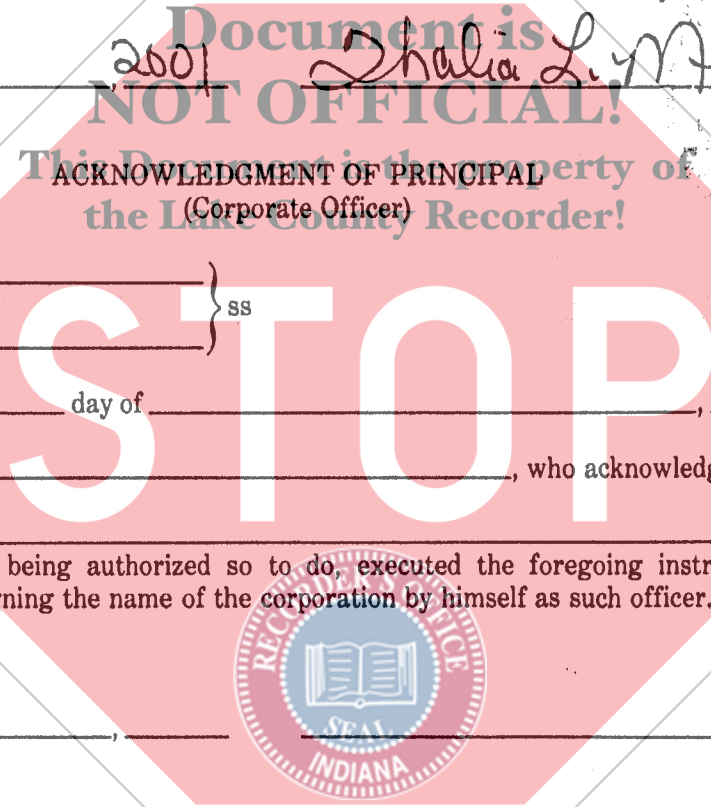 Document is
, 2001 Thalia L.
NOT OFFICIAL!
This Document is the property of
ACKNOWLEDGMENT OF PRINCIPAL
(Corporate Officer)
the Lake County Recorder!
ss
STOP
day of ,
, who acknowledg
being authorized so to do, executed the foregoing instr
rning the name of the corporation by himself as such officer.
RECORDER'S OFFICE
SEAL
INDIANA
,